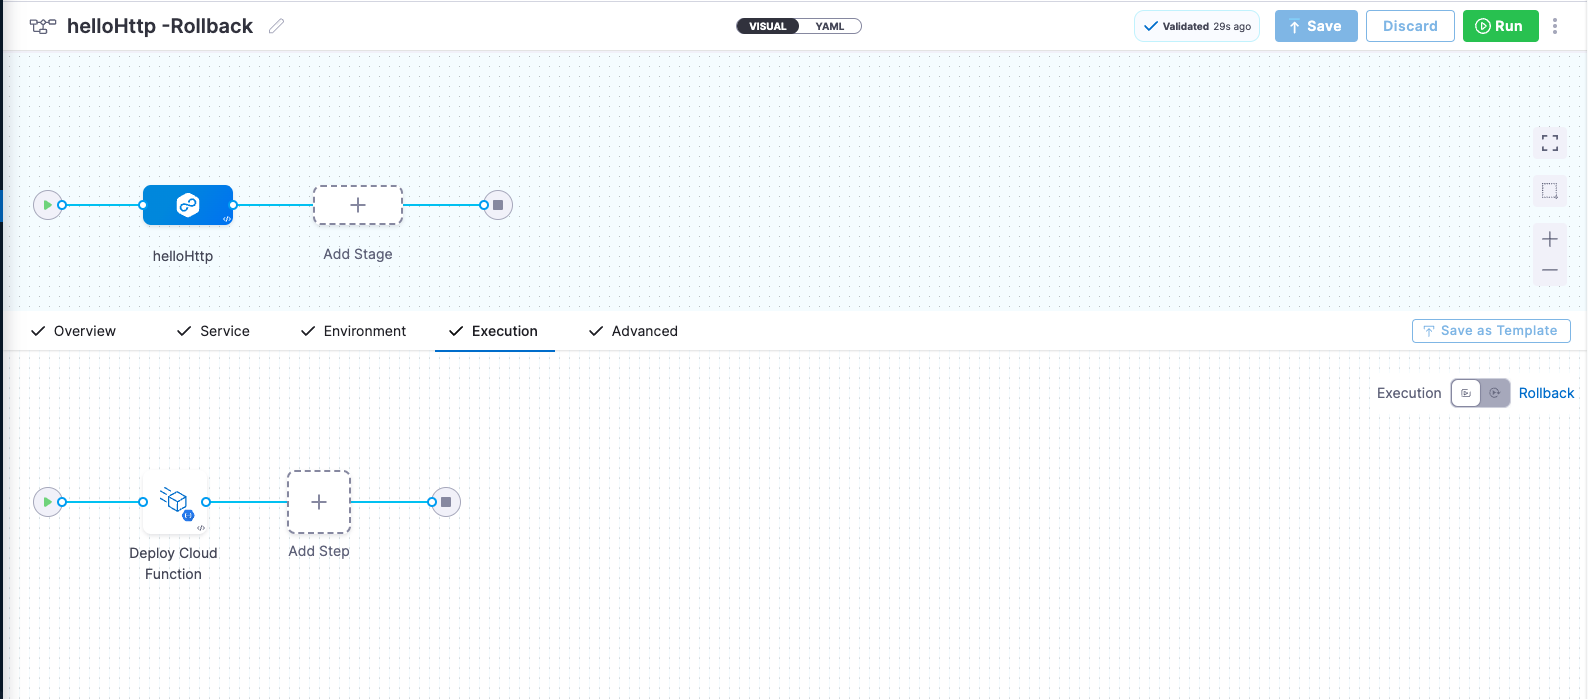 helloHttp -Rollback
VISUAL YAML
Validated 29s ago
Save
Discard
Run
helloHttp
Add Stage
Overview
Service
Environment
Execution
Advanced
Save as Template
Execution
Rollback
Deploy Cloud
Function
Add Step